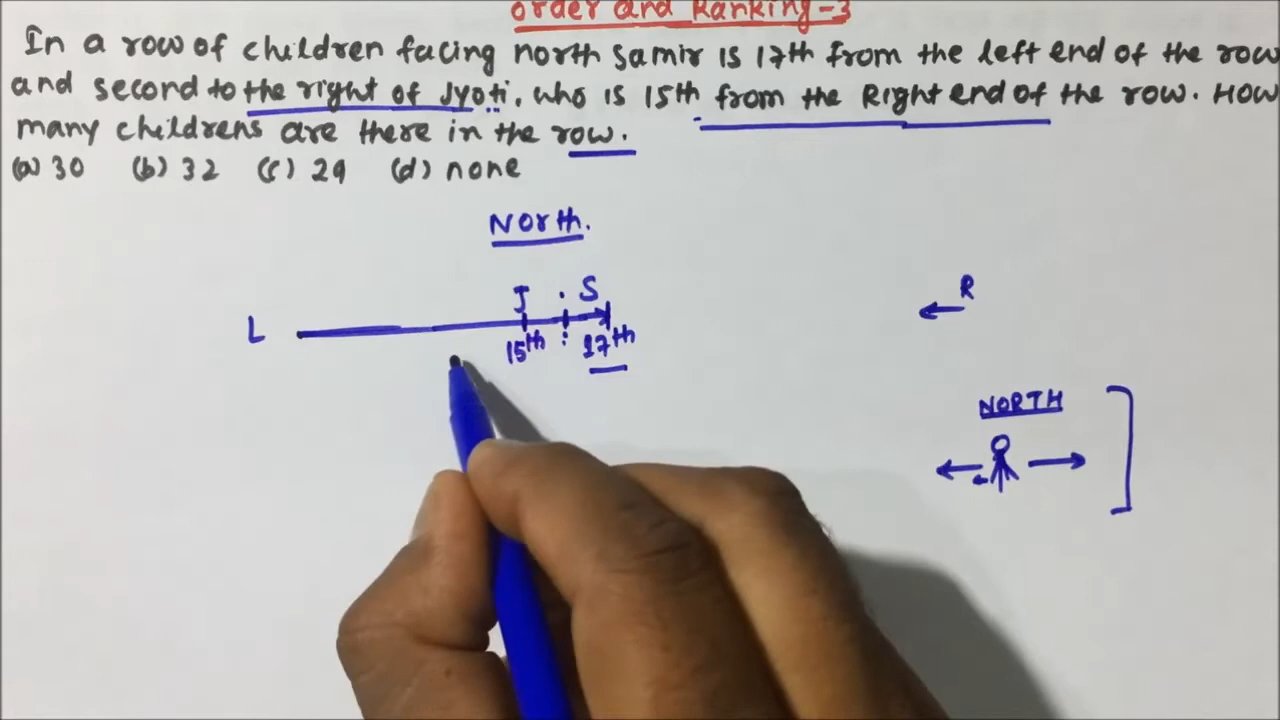 Order and Ranking-3
In a row of children facing north Samir is 17th from the left end of the row
and second to the right of Jyoti, who is 15th from the Right end of the row. How
many childrens are there in the row.
(a) 30 (b) 32 (c) 29 (d) none
North.
J S
R
L
15th 17th
NORTH